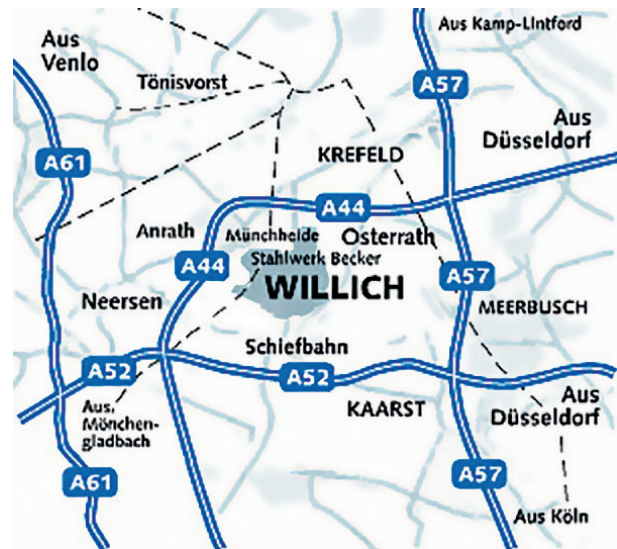 Aus Kamp-Lintford
Aus
Venlo
Tönisvorst
A57
Aus
Düsseldorf
A61
KREFELD
A44
Anrath
Münchheide
Osterrath
Stahlwerk Becker
A44
A57
WILLICH
Neersen
MEERBUSCH
Schiefbahn
A52
A52
Aus
Düsseldorf
KAARST
Aus.
Mönchen-
gladbach
A61
A57
Aus Köln